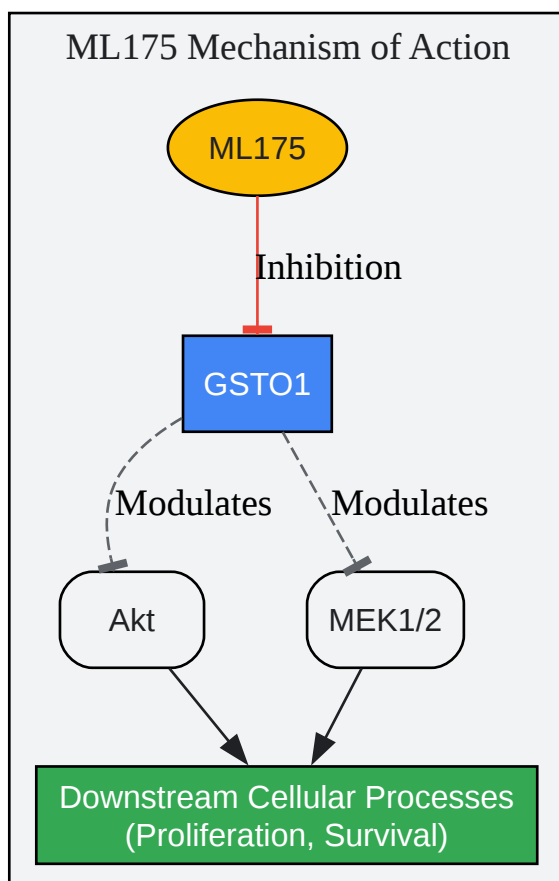 ML175 Mechanism of Action
ML175
Inhibition
GSTO1
Modulates
Modulates
Akt
MEK1/2
Downstream Cellular Processes
(Proliferation, Survival)